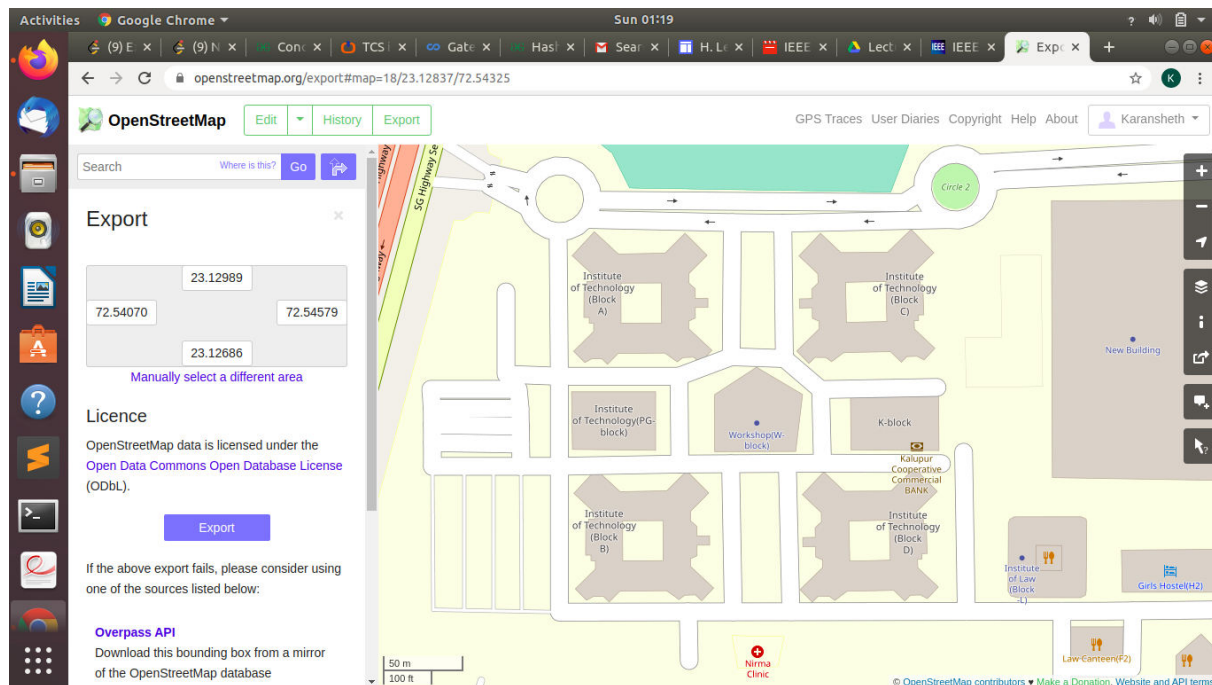 Activities
Google Chrome
Sun 01:19
(9) E
(9) N
Conc
TCS
Gate
Hash
Sear
H. Le
IEEE
Lect
IEEE
Expo
openstreetmap.org/export#map=18/23.12837/72.54325
K
OpenStreetMap
Edit
History
Export
GPS Traces
User Diaries
Copyright
Help
About
Karansheth
Search
Where is this?
Go
Export
23.12989
72.54070
72.54579
23.12686
Manually select a different area
Licence
OpenStreetMap data is licensed under the
Open Data Commons Open Database License
(ODbL).
Export
If the above export fails, please consider using
one of the sources listed below:
Overpass API
Download this bounding box from a mirror
of the OpenStreetMap database
SG Highway Se
Circle 2
Institute
of Technology
(Block
A)
Institute
of Technology
(Block
C)
New Building
Institute
of Technology(PG-
block)
Workshop(W-
block)
K-block
Kalupur
Cooperative
Commercial
BANK
Institute
of Technology
(Block
B)
Institute
of Technology
(Block
D)
Institute
of Law
(Block
-L)
Girls Hostel(H2)
Law Canteen(F2)
Nirma
Clinic
50 m
100 ft
© OpenStreetMap contributors ♥ Make a Donation. Website and API terms